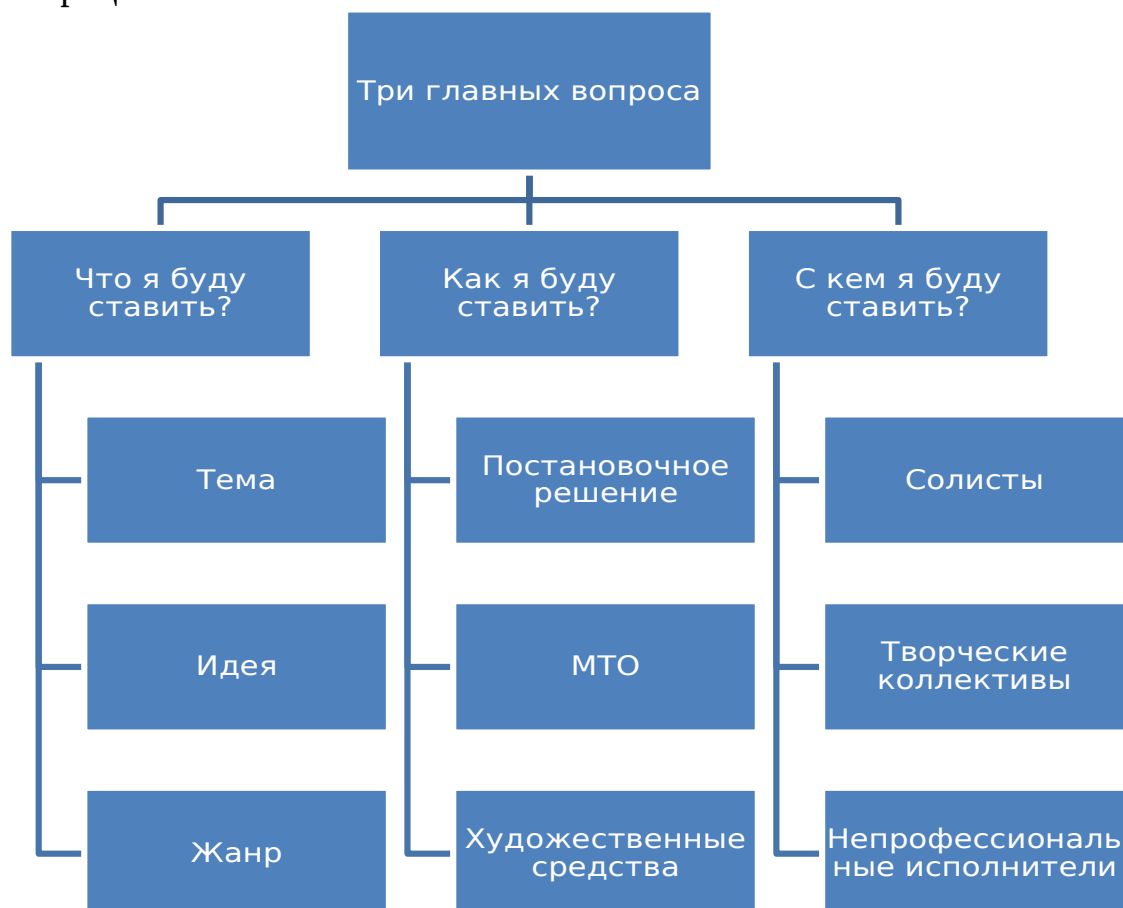 Три главных вопроса
Что я буду
ставить?
Как я буду
ставить?
С кем я буду
ставить?
Тема
Постановочное
решение
Солисты
Идея
МТО
Творческие
коллективы
Жанр
Художественные
средства
Непрофессиональ
ные исполнители